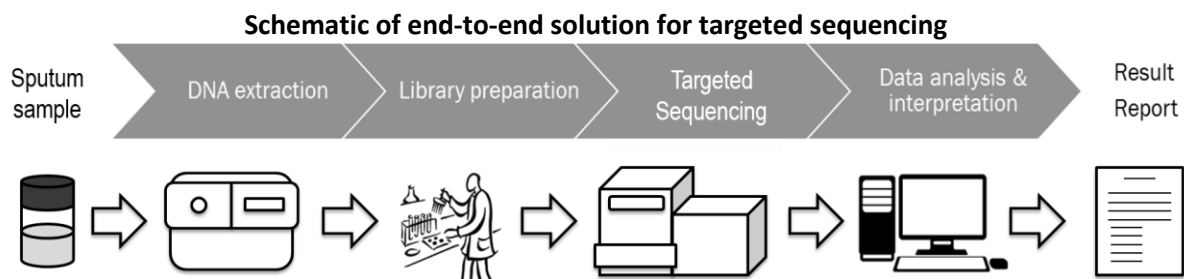 Schematic of end-to-end solution for targeted sequencing
Sputum
sample
DNA extraction
Library preparation
Targeted
Sequencing
Data analysis &
interpretation
Result
Report